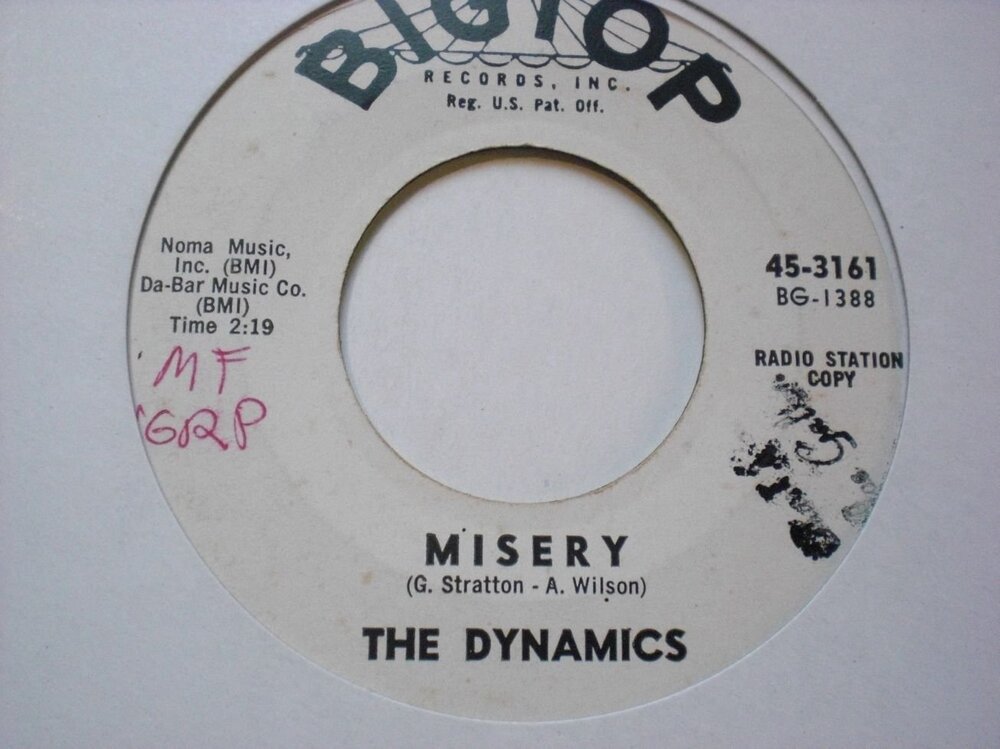 BIGTOP
RECORDS, INC.
Reg. U.S. Pat. Off.
Noma Music,
Inc. (BMI)
Da-Bar Music Co.
(BMI)
Time 2:19
MF
GRP
45-3161
BG-1388
RADIO STATION
COPY
MISERY
(G. Stratton - A. Wilson)
THE DYNAMICS